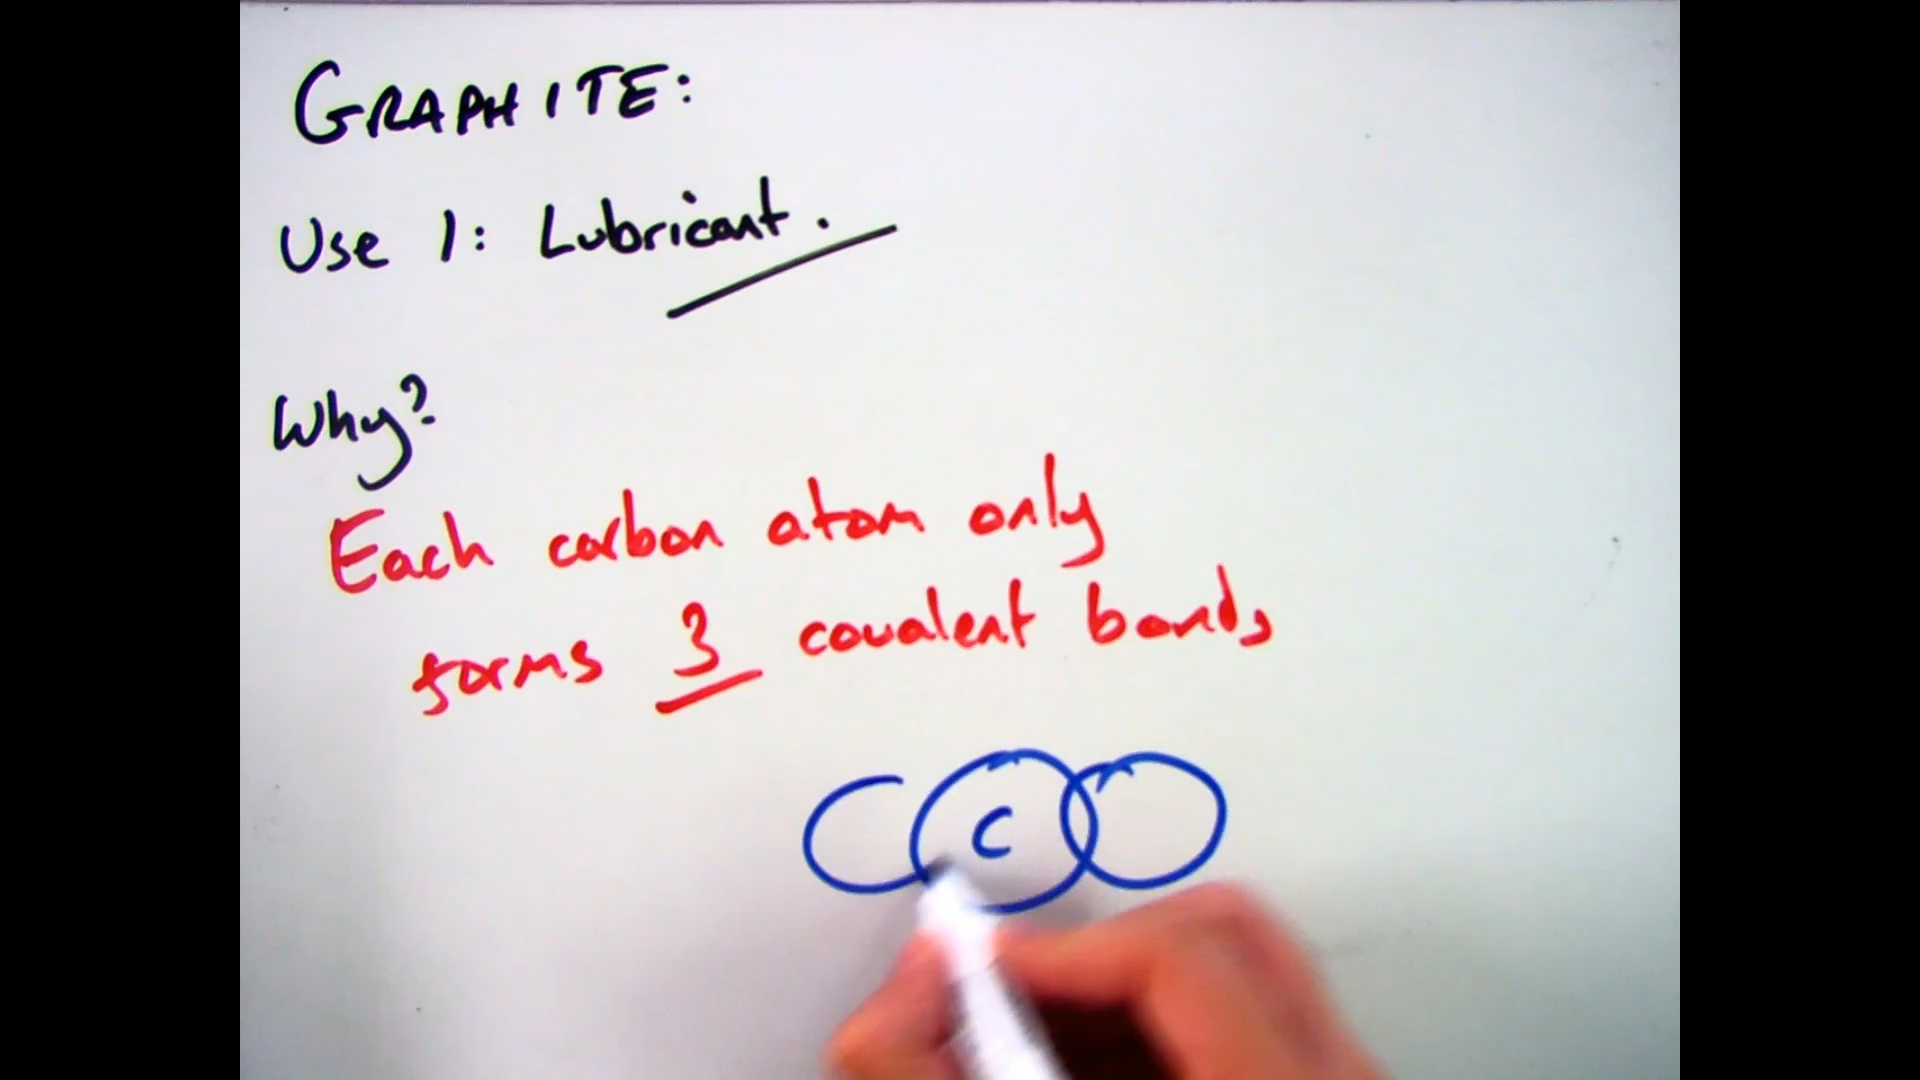 GRAPHITE:
Use 1: Lubricant.
Why?
Each carbon atom only
forms 3 covalent bonds
C